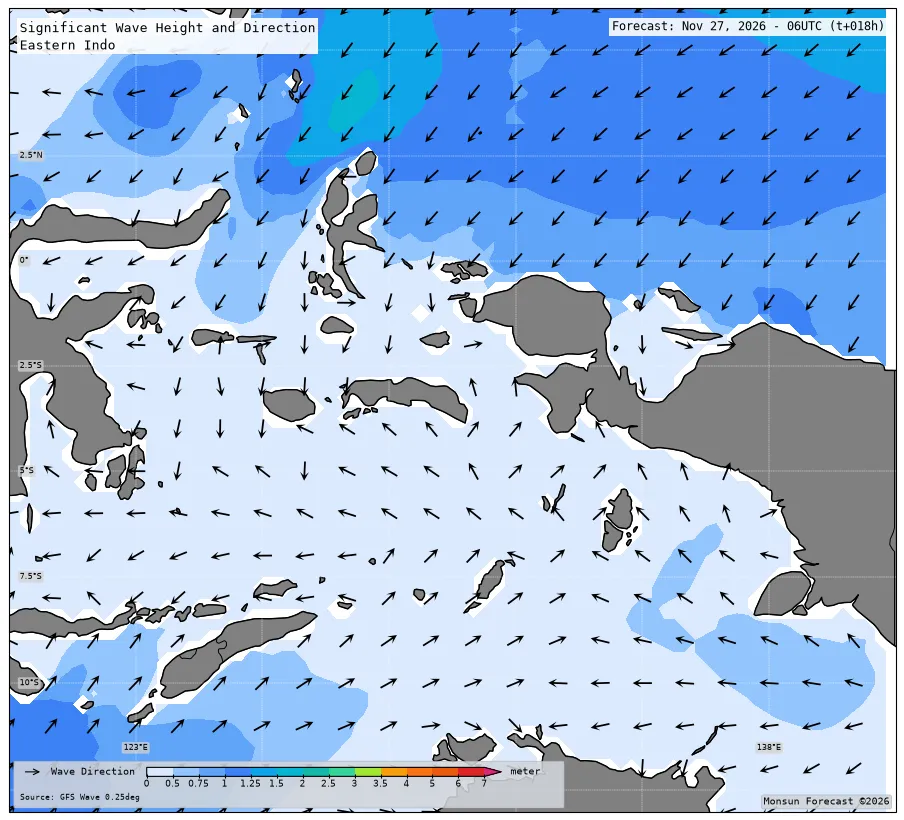 Significant Wave Height and Direction
Eastern Indo
Forecast: Nov 27, 2026 - 06UTC (t+018h)
2.5°N
0°
2.5°S
5°S
7.5°S
10°S
123°E
138°E
Wave Direction
meter
0 0.5 0.75 1 1.25 1.5 2 2.5 3 3.5 4 5 6 7
Source: GFS Wave 0.25deg
Monsun Forecast ©2026